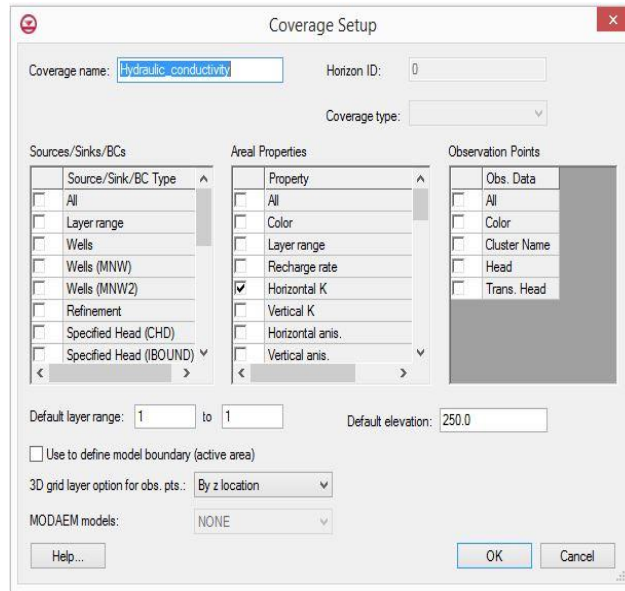 Coverage Setup
Coverage name: Hydraulic_conductivity
Horizon ID: 0
Coverage type:
Sources/Sinks/BCs
Source/Sink/BC Type
All
Layer range
Wells
Wells (MNW)
Wells (MNW2)
Refinement
Specified Head (CHD)
Specified Head (IBOUND)
Areal Properties
Property
All
Color
Layer range
Recharge rate
Horizontal K
Vertical K
Horizontal anis.
Vertical anis.
Observation Points
Obs. Data
All
Color
Cluster Name
Head
Trans. Head
Default layer range: 1 to 1
Default elevation: 250.0
Use to define model boundary (active area)
3D grid layer option for obs. pts.: By z location
MODAEM models: NONE
Help... OK Cancel